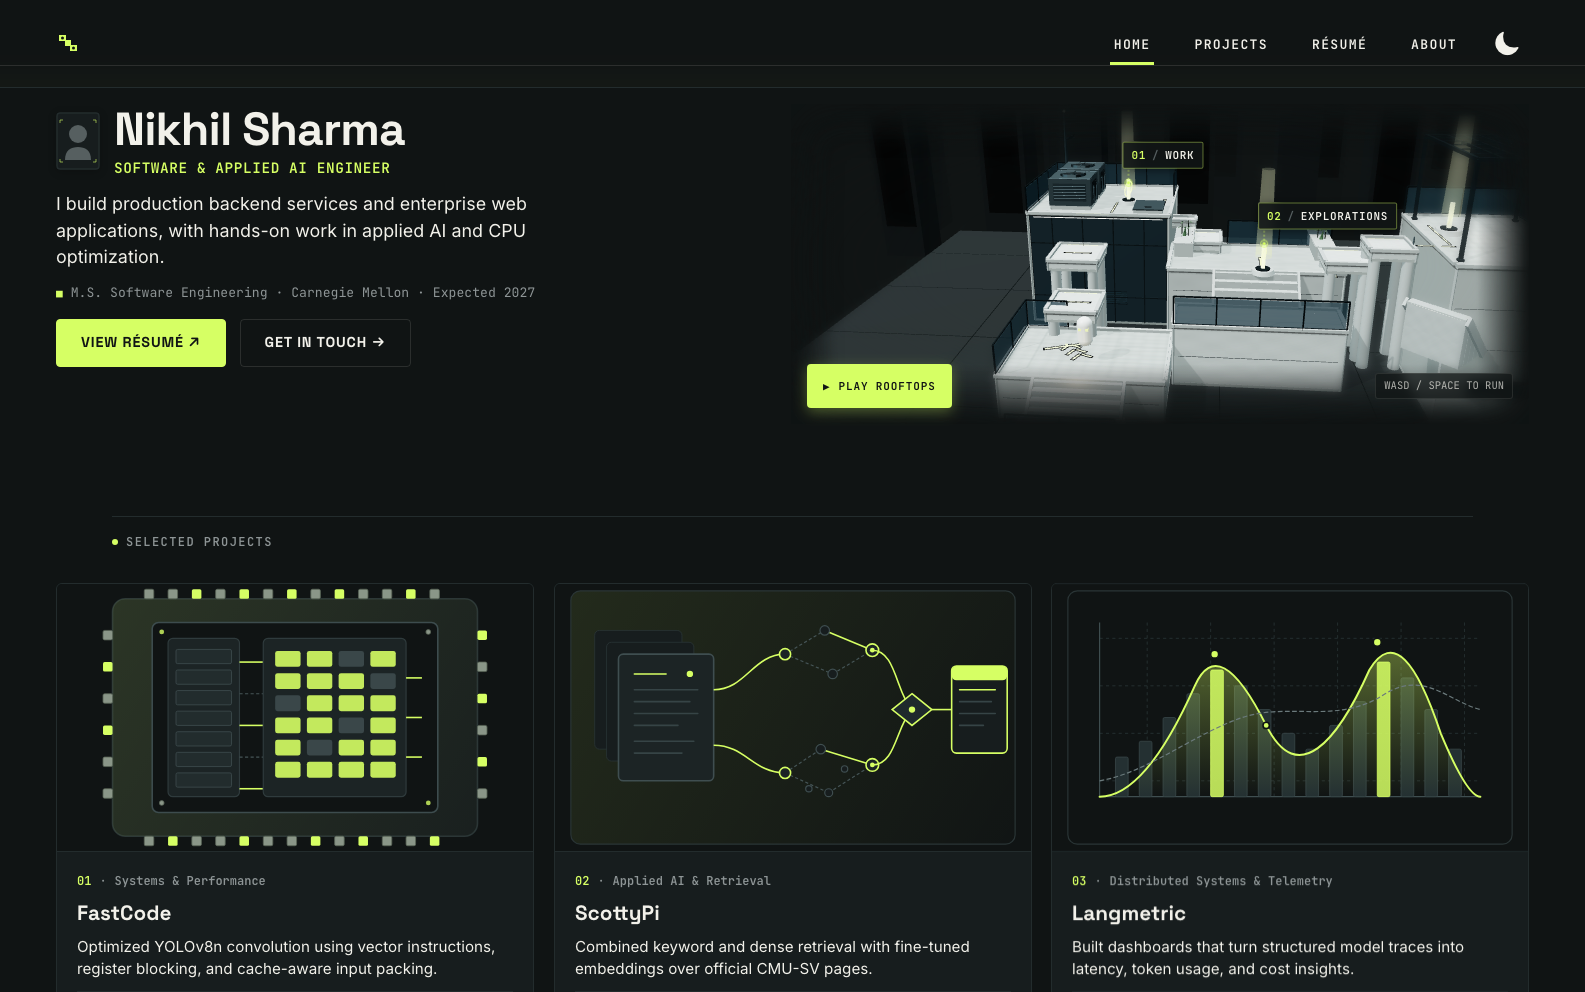 HOME
PROJECTS
RÉSUMÉ
ABOUT
Nikhil Sharma
SOFTWARE & APPLIED AI ENGINEER
I build production backend services and enterprise web
applications, with hands-on work in applied AI and CPU
optimization.
M.S. Software Engineering · Carnegie Mellon · Expected 2027
VIEW RÉSUMÉ ↗
GET IN TOUCH →
01 / WORK
02 / EXPLORATIONS
▶ PLAY ROOFTOPS
WASD / SPACE TO RUN
SELECTED PROJECTS
01 · Systems & Performance
FastCode
Optimized YOLOv8n convolution using vector instructions,
register blocking, and cache-aware input packing.
02 · Applied AI & Retrieval
ScottyPi
Combined keyword and dense retrieval with fine-tuned
embeddings over official CMU-SV pages.
03 · Distributed Systems & Telemetry
Langmetric
Built dashboards that turn structured model traces into
latency, token usage, and cost insights.